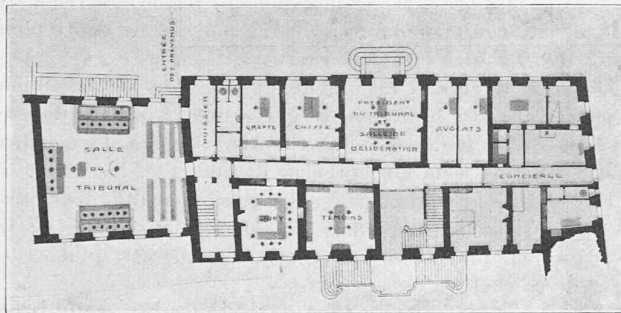 ENTRÉE
DES PRÉVENUS
SALLE
DU
TRIBUNAL
HUISSIER
GREFFE
GREFFE
PRÉSIDENT
DU TRIBUNAL
ET
SALLE DE
DÉLIBÉRATION
AVOCATS
CONCIERGE
JURY
TÉMOINS